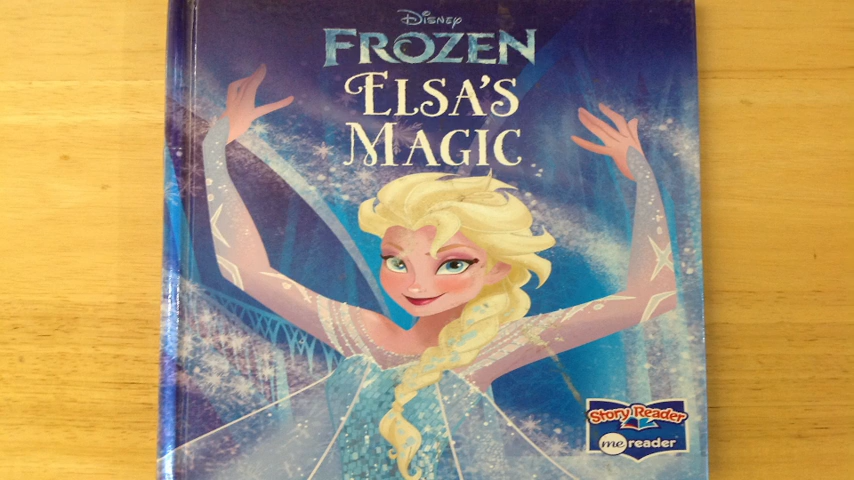 Disney
FROZEN
ELSA'S
MAGIC
Story Reader
me reader